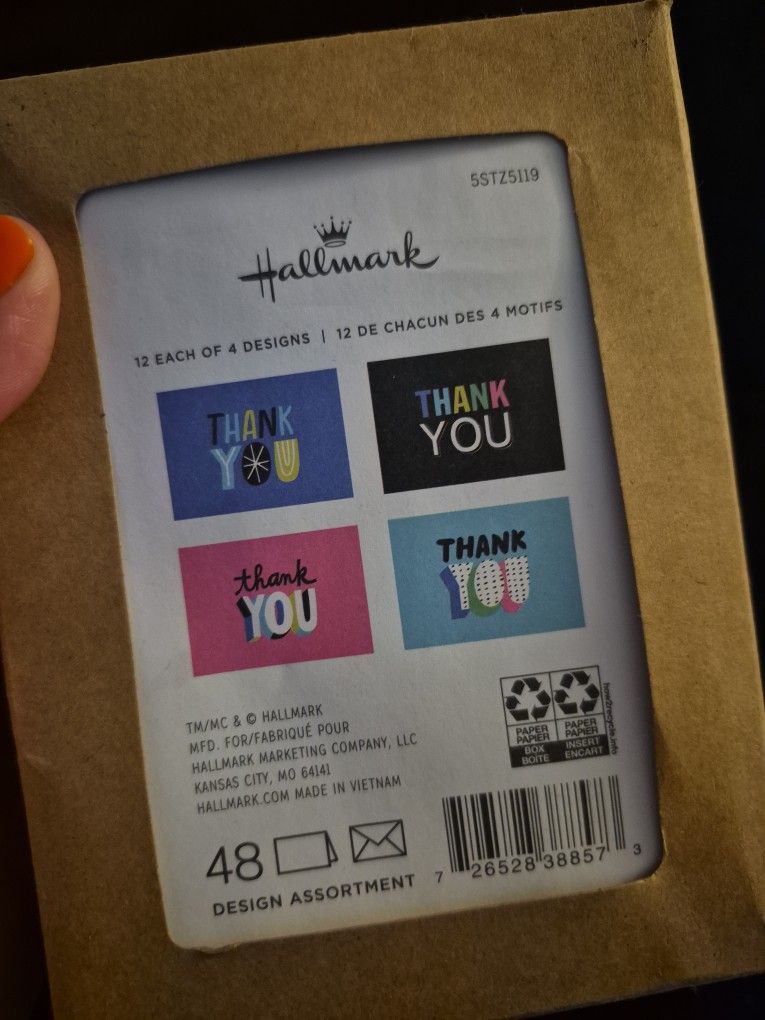 5STZ5119
Hallmark
12 EACH OF 4 DESIGNS | 12 DE CHACUN DES 4 MOTIFS
THANK
YOU
THANK
YOU
thank
YOU
THANK
YOU
TM/MC & © HALLMARK
MFD. FOR/FABRIQUÉ POUR
HALLMARK MARKETING COMPANY, LLC
KANSAS CITY, MO 64141
HALLMARK.COM MADE IN VIETNAM
PAPER
PAPIER
BOX
BOÎTE
PAPER
PAPIER
INSERT
ENCART
how2recycle.info
48
DESIGN ASSORTMENT
7 26528 38857 3